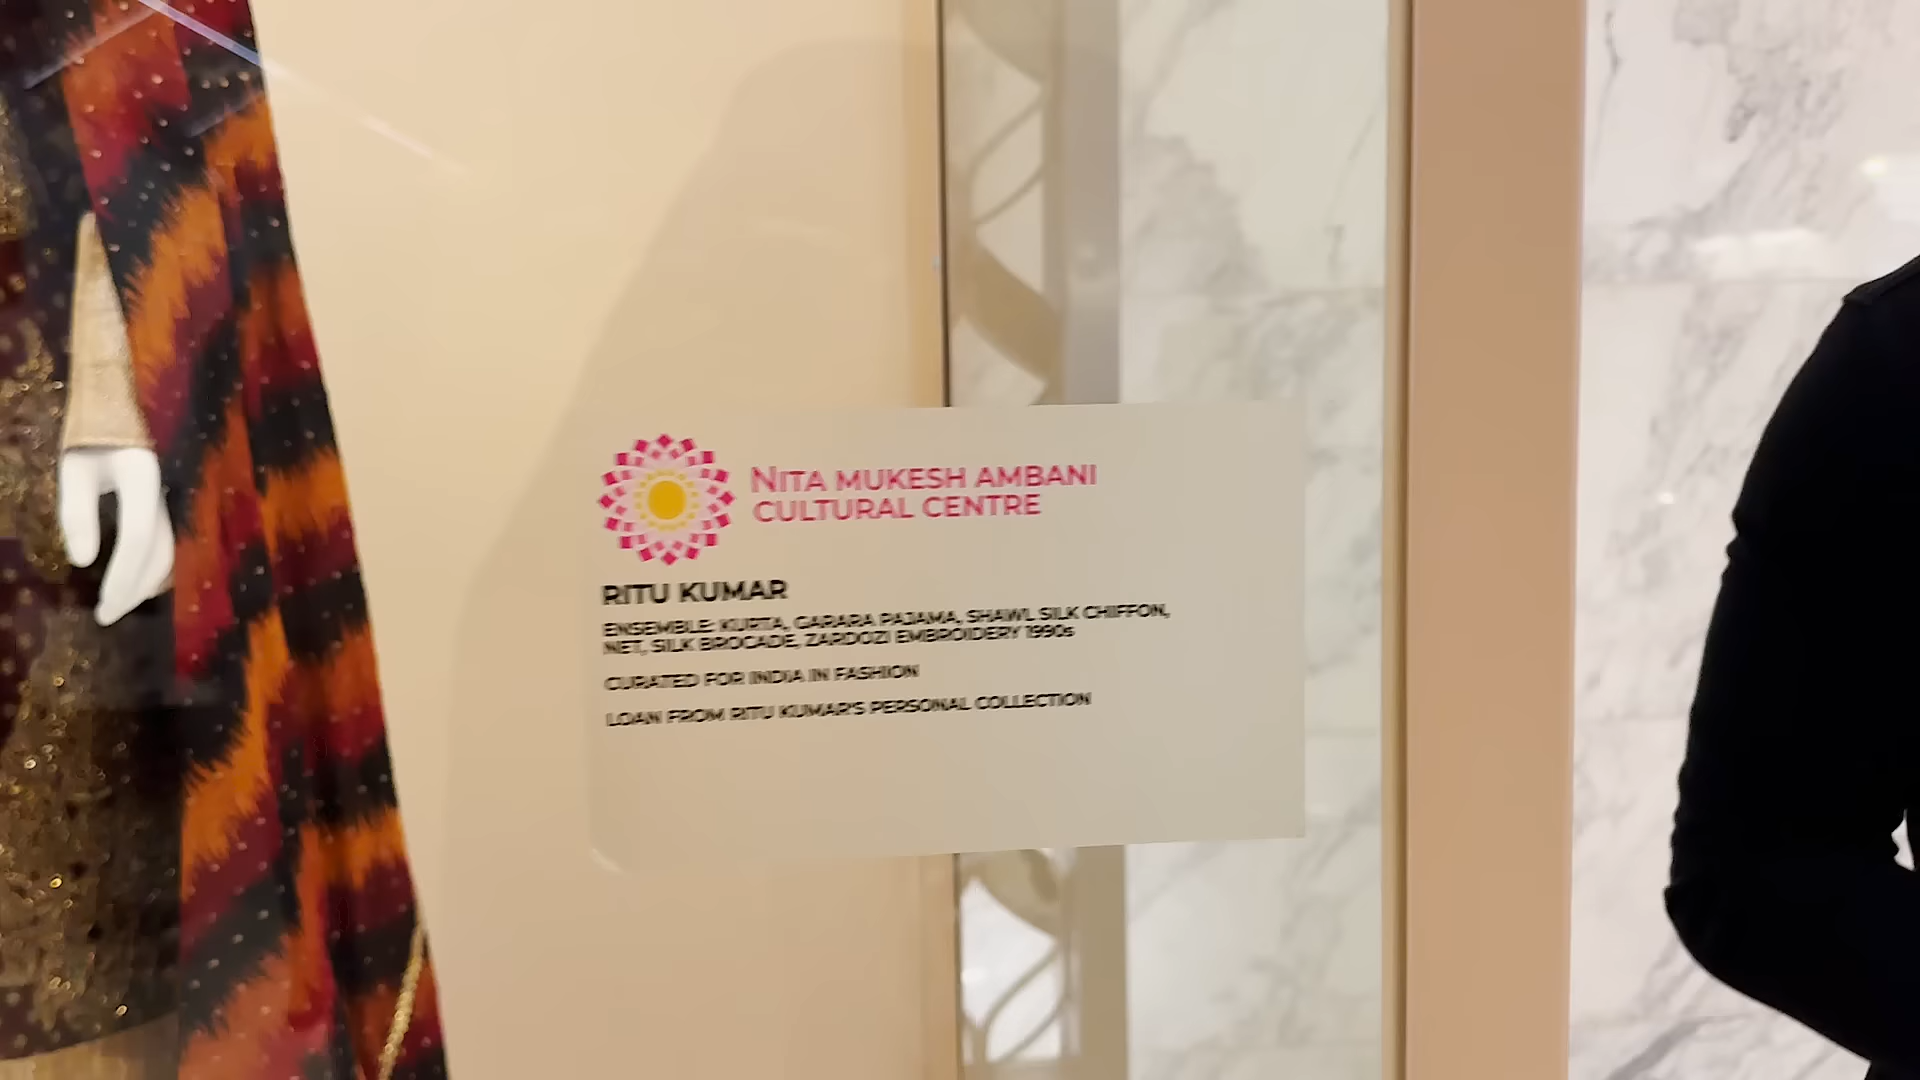 NITA MUKESH AMBANI
CULTURAL CENTRE
RITU KUMAR
ENSEMBLE: KURTA, GARARA PAJAMA, SHAWL SILK CHIFFON,
NET, SILK BROCADE, ZARDOZI EMBROIDERY 1990s
CURATED FOR INDIA IN FASHION
LOAN FROM RITU KUMAR'S PERSONAL COLLECTION